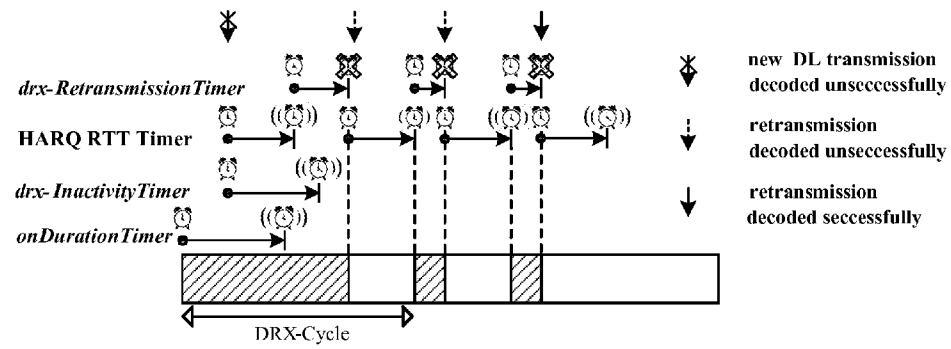 drx-RetransmissionTimer
HARQ RTT Timer
drx-InactivityTimer
onDurationTimer
DRX-Cycle
new DL transmission
decoded unseccessfully
retransmission
decoded unseccessfully
retransmission
decoded seccessfully